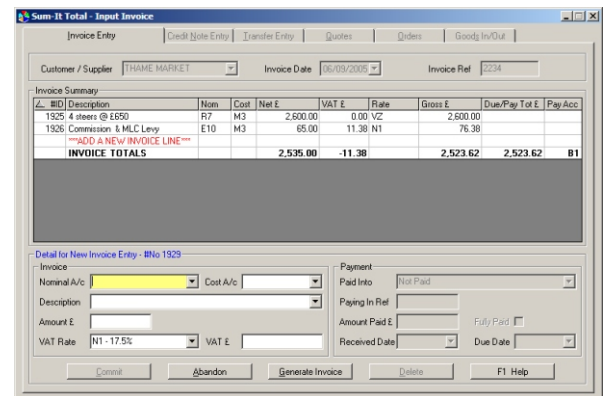 Sum-It Total - Input Invoice
Invoice Entry Credit Note Entry Transfer Entry Quotes Orders Goods In/Out
Customer / Supplier THAME MARKET Invoice Date 06/09/2005 Invoice Ref 2234
Invoice Summary
#ID Description Nom Cost Net £ VAT £ Rate Gross £ Due/Pay Tot £ Pay Acc
1925 4 steers @ £650 R7 M3 2,600.00 0.00 VZ 2,600.00
1926 Commission & MLC Levy E10 M3 65.00 11.38 N1 76.38
***ADD A NEW INVOICE LINE***
INVOICE TOTALS 2,535.00 -11.38 2,523.62 2,523.62 B1
Detail for New Invoice Entry - #No 1929
Invoice Payment
Nominal A/c Cost A/c Paid Into Not Paid
Description Paying In Ref
Amount £ Amount Paid £ Fully Paid
VAT Rate N1 - 17.5% VAT £ Received Date Due Date
Commit Abandon Generate Invoice Delete F1 Help